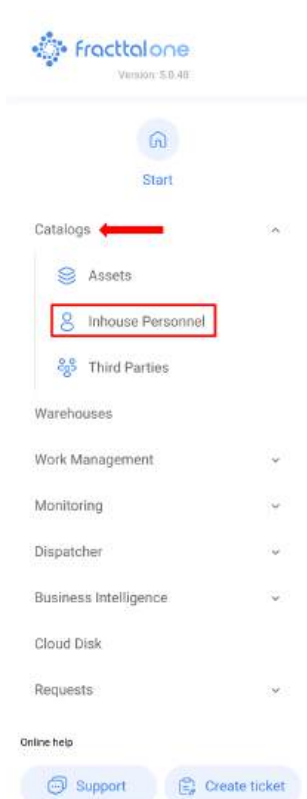 fracttalone
Version: 5.0.48
Start
Catalogs
Assets
Inhouse Personnel
Third Parties
Warehouses
Work Management
Monitoring
Dispatcher
Business Intelligence
Cloud Disk
Requests
Online help
Support Create ticket